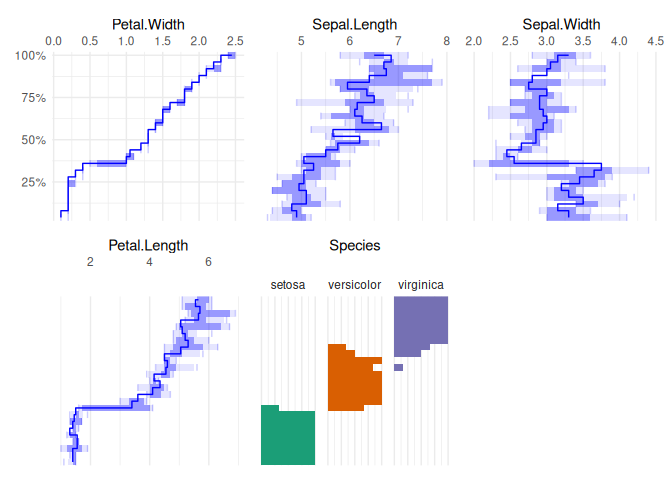 Petal.Width Sepal.Length Sepal.Width
0.0 0.5 1.0 1.5 2.0 2.5 5 6 7 8 2.0 2.5 3.0 3.5 4.0 4.5
100%
75%
50%
25%
Petal.Length Species
2 4 6
setosa versicolor virginica